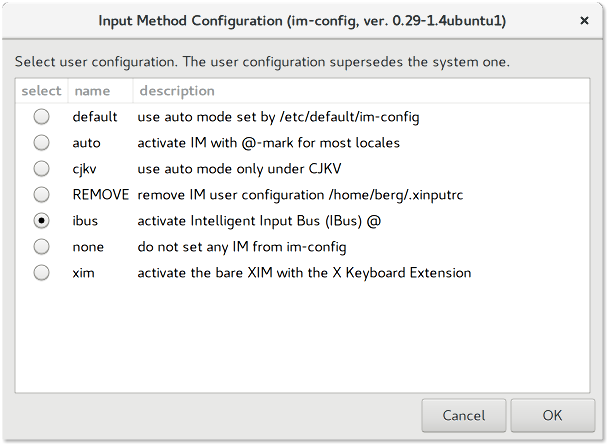 Input Method Configuration (im-config, ver. 0.29-1.4ubuntu1)
Select user configuration. The user configuration supersedes the system one.
select name description
default use auto mode set by /etc/default/im-config
auto activate IM with @-mark for most locales
cjkv use auto mode only under CJKV
REMOVE remove IM user configuration /home/berg/.xinputrc
ibus activate Intelligent Input Bus (IBus) @
none do not set any IM from im-config
xim activate the bare XIM with the X Keyboard Extension
Cancel OK